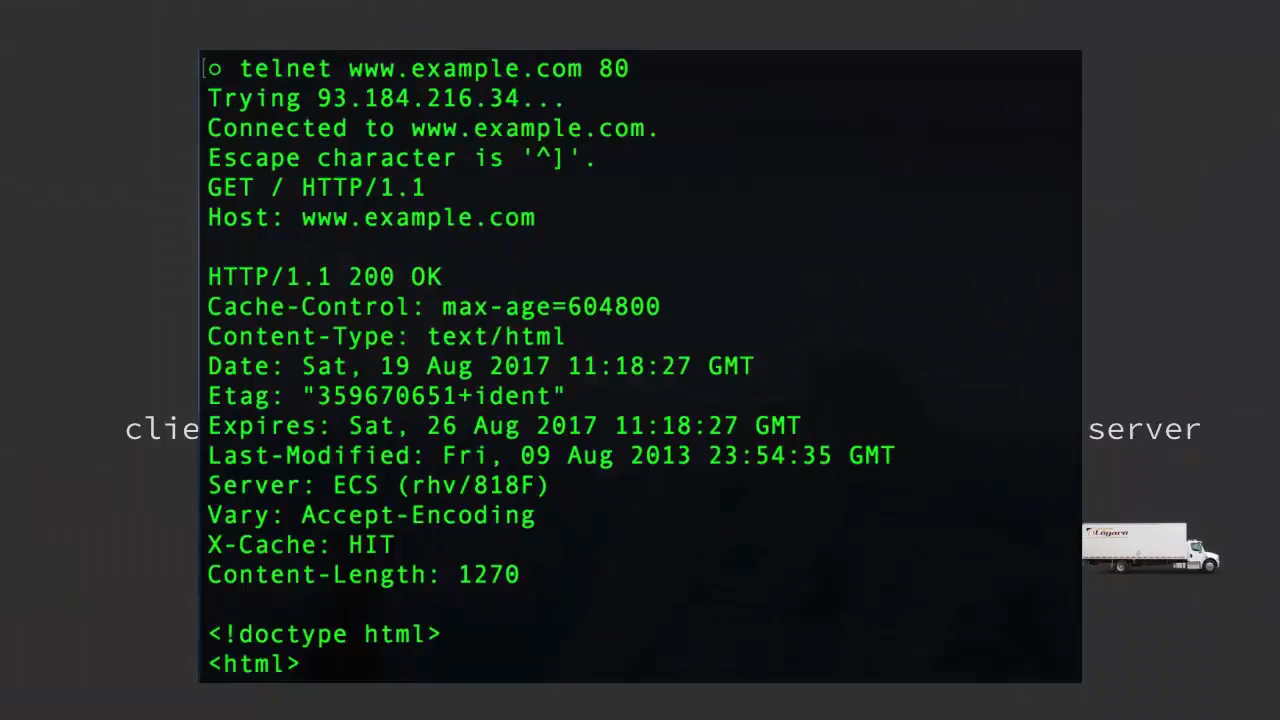 o telnet www.example.com 80
Trying 93.184.216.34...
Connected to www.example.com.
Escape character is '^]'.
GET / HTTP/1.1
Host: www.example.com
HTTP/1.1 200 OK
Cache-Control: max-age=604800
Content-Type: text/html
Date: Sat, 19 Aug 2017 11:18:27 GMT
Etag: "359670651+ident"
clie
Expires: Sat, 26 Aug 2017 11:18:27 GMT
server
Last-Modified: Fri, 09 Aug 2013 23:54:35 GMT
Server: ECS (rhv/818F)
Vary: Accept-Encoding
X-Cache: HIT
Content-Length: 1270
<!doctype html>
<html>